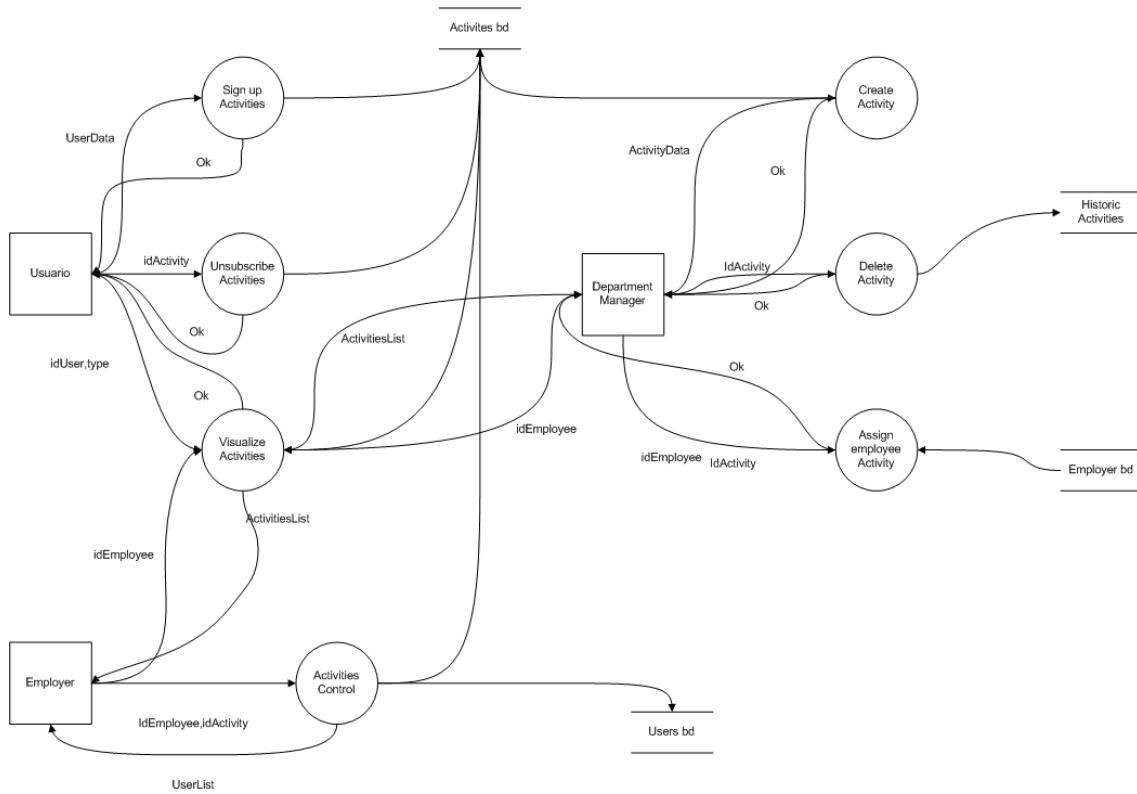 Activites bd
Sign up
Activities
Create
Activity
UserData
Ok
ActivityData
Ok
Historic
Activities
Usuario
idActivity
Unsubscribe
Activities
Department
Manager
IdActivity
Delete
Activity
Ok
Ok
ActivitiesList
idUser,type
Ok
Ok
idEmployee
Visualize
Activities
Assign
employee
Activity
idEmployee
IdActivity
Employer bd
ActivitiesList
idEmployee
Employer
Activities
Control
IdEmployee,idActivity
Users bd
UserList